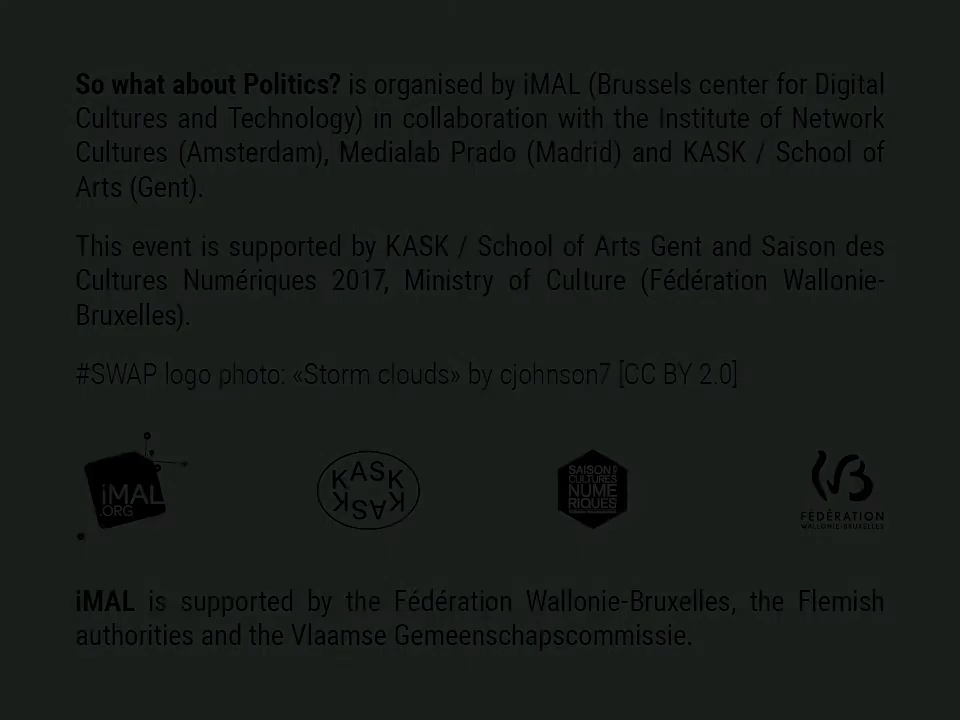 So what about Politics? is organised by iMAL (Brussels center for Digital
Cultures and Technology) in collaboration with the Institute of Network
Cultures (Amsterdam), Medialab Prado (Madrid) and KASK / School of
Arts (Gent).
This event is supported by KASK / School of Arts Gent and Saison des
Cultures Numériques 2017, Ministry of Culture (Fédération Wallonie-
Bruxelles).
#SWAP logo photo: «Storm clouds» by cjohnson7 [CC BY 2.0]
iMAL
.ORG
KASK
KASK
SAISON
CULTURES
NUME
RIQUES
FÉDÉRATION
WALLONIE-BRUXELLES
iMAL is supported by the Fédération Wallonie-Bruxelles, the Flemish
authorities and the Vlaamse Gemeenschapscommissie.